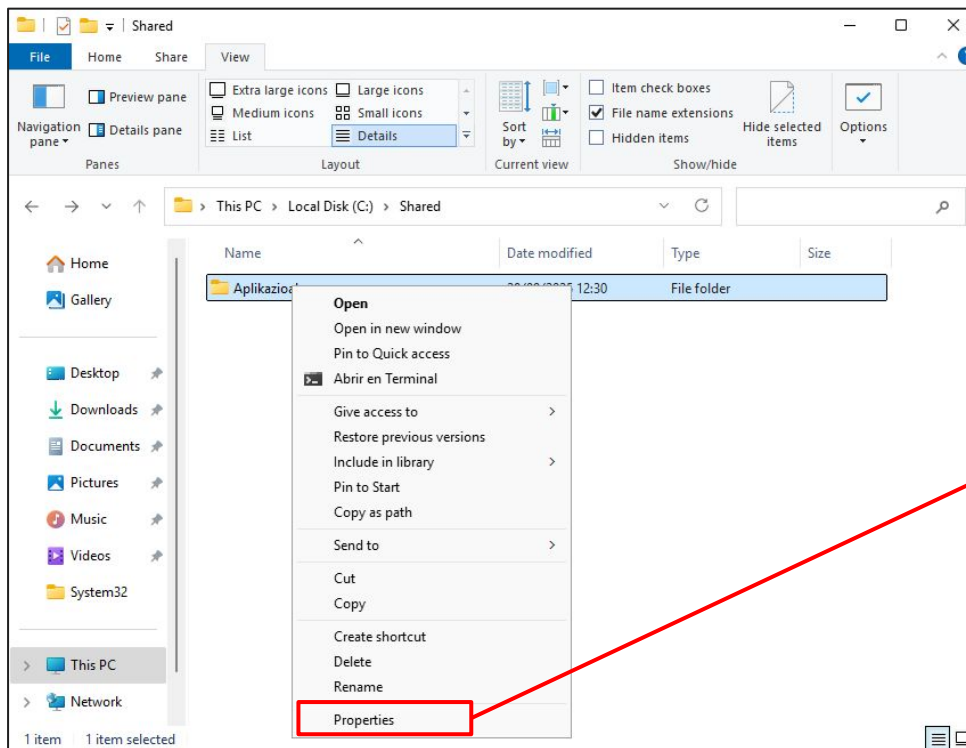 Shared
File Home Share View
Navigation pane
Preview pane
Details pane
Panes
Extra large icons Large icons
Medium icons Small icons
List Details
Layout
Sort by
Current view
Item check boxes
File name extensions
Hidden items
Hide selected items
Show/hide
Options
This PC > Local Disk (C:) > Shared
Name Date modified Type Size
12:30 File folder
Home
Gallery
Desktop
Downloads
Documents
Pictures
Music
Videos
System32
This PC
Network
Open
Open in new window
Pin to Quick access
Abrir en Terminal
Give access to
Restore previous versions
Include in library
Pin to Start
Copy as path
Send to
Cut
Copy
Create shortcut
Delete
Rename
Properties
1 item 1 item selected